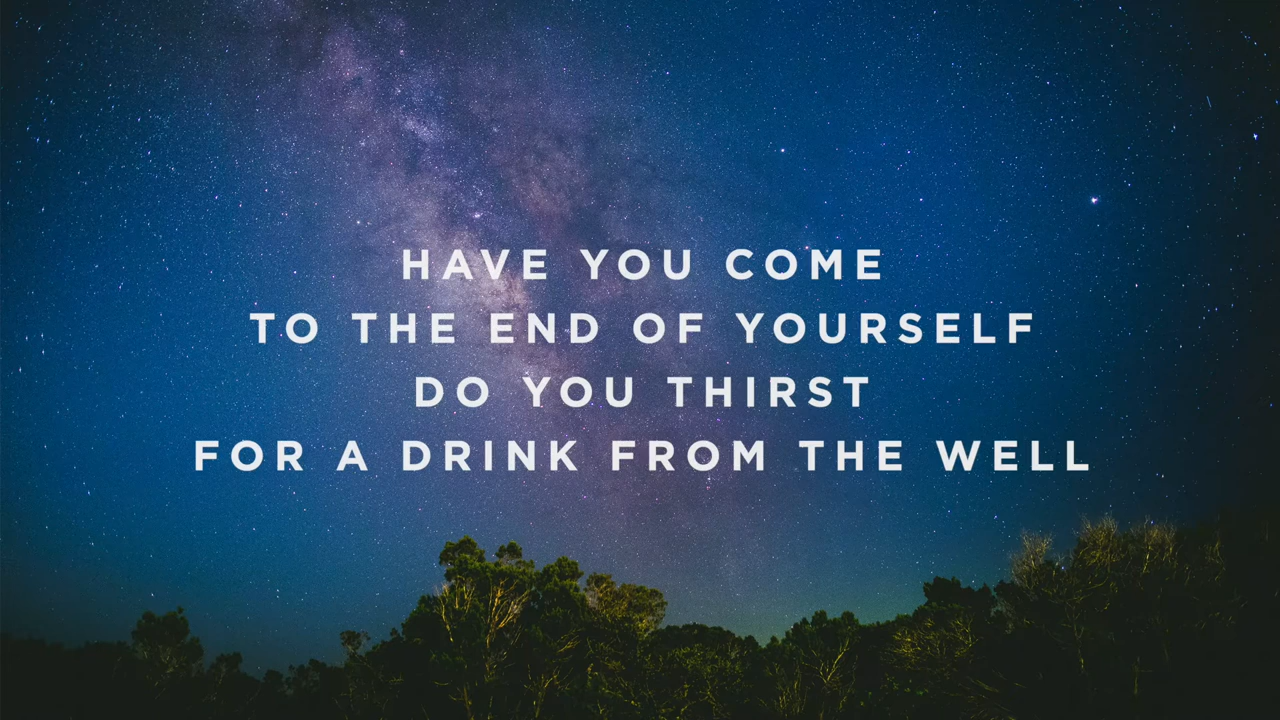 HAVE YOU COME
TO THE END OF YOURSELF
DO YOU THIRST
FOR A DRINK FROM THE WELL